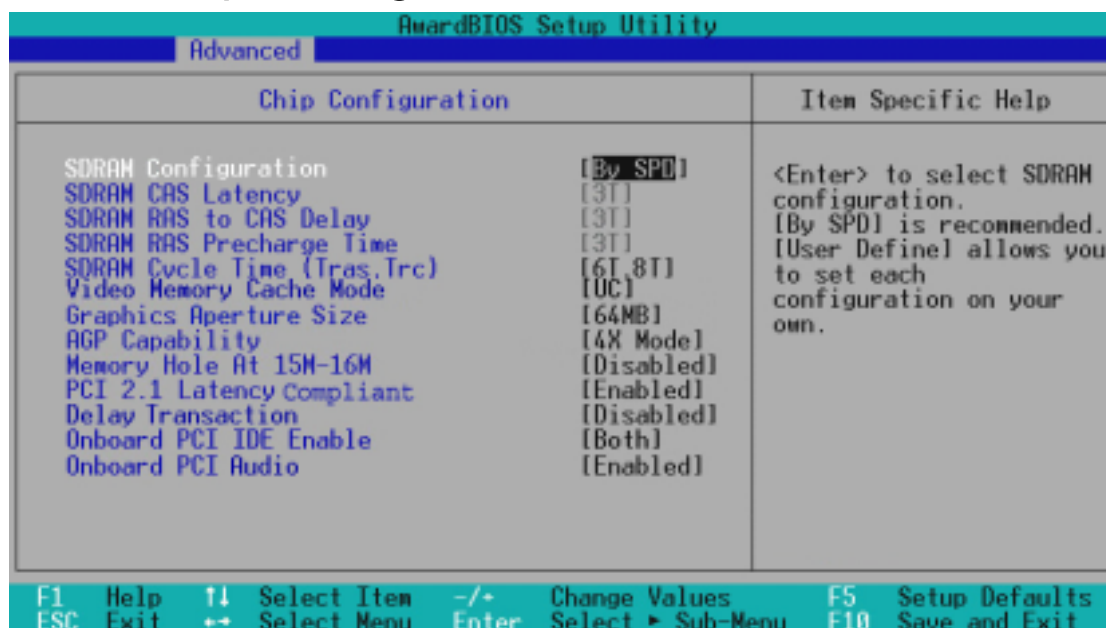 AwardBIOS Setup Utility
Advanced
Chip Configuration
Item Specific Help
SDRAM Configuration [By SPD]
SDRAM CAS Latency [3T]
SDRAM RAS to CAS Delay [3T]
SDRAM RAS Precharge Time [3T]
SDRAM Cycle Time (Tras,Trc) [6T,8T]
Video Memory Cache Mode [UC]
Graphics Aperture Size [64MB]
AGP Capability [4X Mode]
Memory Hole At 15M-16M [Disabled]
PCI 2.1 Latency Compliant [Enabled]
Delay Transaction [Disabled]
Onboard PCI IDE Enable [Both]
Onboard PCI Audio [Enabled]
<Enter> to select SDRAM
configuration.
[By SPD] is recommended.
[User Define] allows you
to set each
configuration on your
own.
F1 Help ↑↓ Select Item -/+ Change Values F5 Setup Defaults
ESC Exit ←→ Select Menu Enter Select ► Sub-Menu F10 Save and Exit